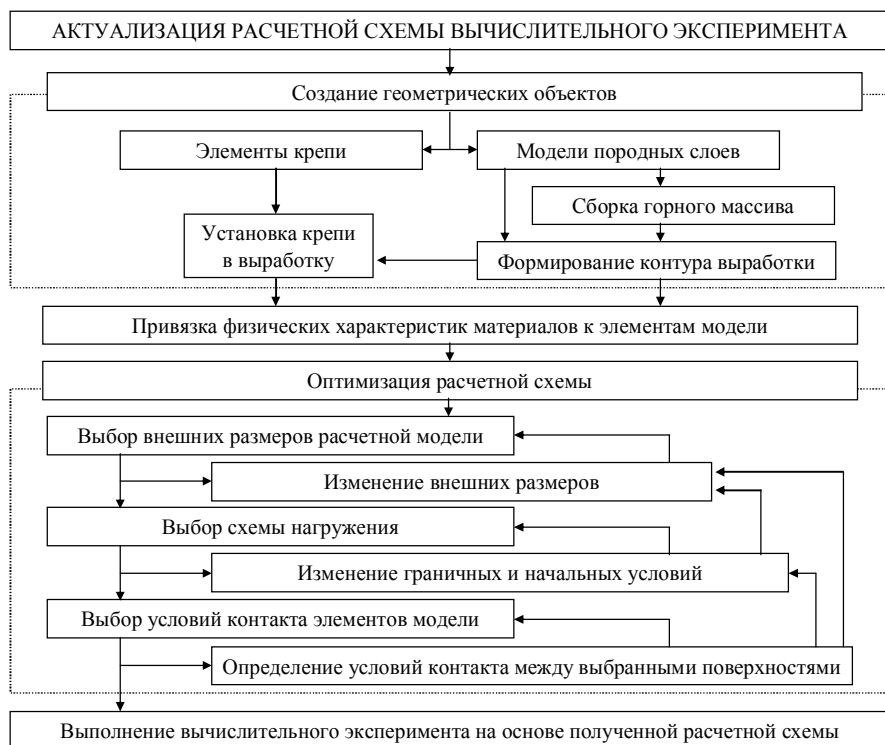 АКТУАЛИЗАЦИЯ РАСЧЕТНОЙ СХЕМЫ ВЫЧИСЛИТЕЛЬНОГО ЭКСПЕРИМЕНТА
Создание геометрических объектов
Элементы крепи
Модели породных слоев
Сборка горного массива
Установка крепи
в выработку
Формирование контура выработки
Привязка физических характеристик материалов к элементам модели
Оптимизация расчетной схемы
Выбор внешних размеров расчетной модели
Изменение внешних размеров
Выбор схемы нагружения
Изменение граничных и начальных условий
Выбор условий контакта элементов модели
Определение условий контакта между выбранными поверхностями
Выполнение вычислительного эксперимента на основе полученной расчетной схемы